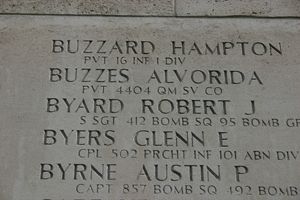 BUZZARD HAMPTON
PVT 16 INF 1 DIV
BUZZES ALVORIDA
PVT 4404 QM SV CO
BYARD ROBERT J
S SGT 412 BOMB SQ 95 BOMB GP
BYERS GLENN E
CPL 502 PRCHT INF 101 ABN DIV
BYRNE AUSTIN P
CAPT 857 BOMB SQ 492 BOMB